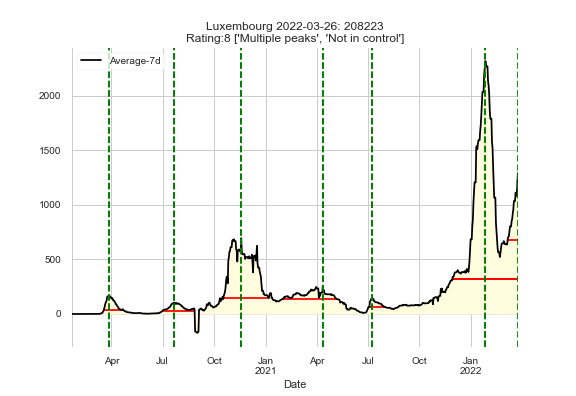 Luxembourg 2022-03-26: 208223
Rating:8 ['Multiple peaks', 'Not in control']
Average-7d
2000
1500
1000
500
0
Apr Jul Oct Jan Apr Jul Oct Jan
2021 2022
Date